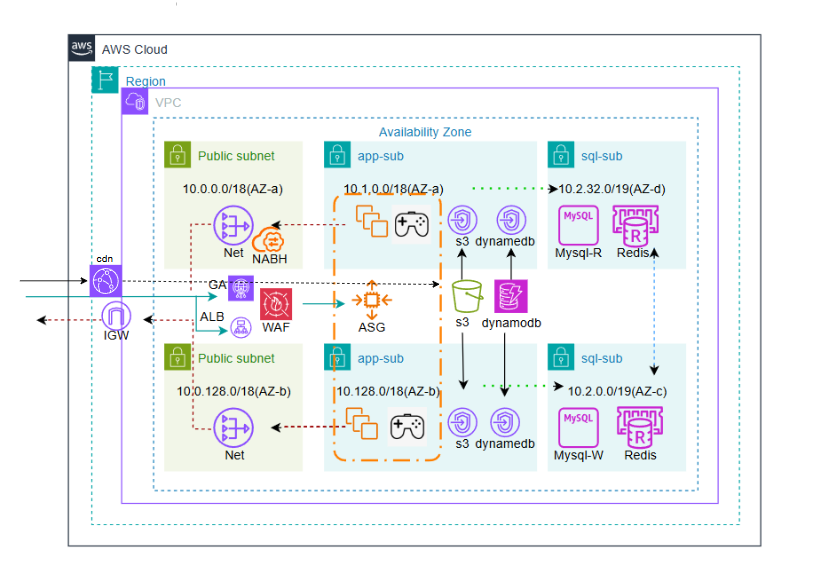 aws AWS Cloud
Region
VPC
Availability Zone
Public subnet
app-sub
sql-sub
10.0.0.0/18(AZ-a)
10.1.0.0/18(AZ-a)
10.2.32.0/19(AZ-d)
MySQL
R
Net
NABH
s3
dynamedb
Mysql-R
Redis
cdn
GA
ALB
WAF
ASG
s3
dynamodb
IGW
Public subnet
app-sub
sql-sub
10.0.128.0/18(AZ-b)
10.128.0/18(AZ-b)
10.2.0.0/19(AZ-c)
MySQL
R
Net
s3
dynamedb
Mysql-W
Redis